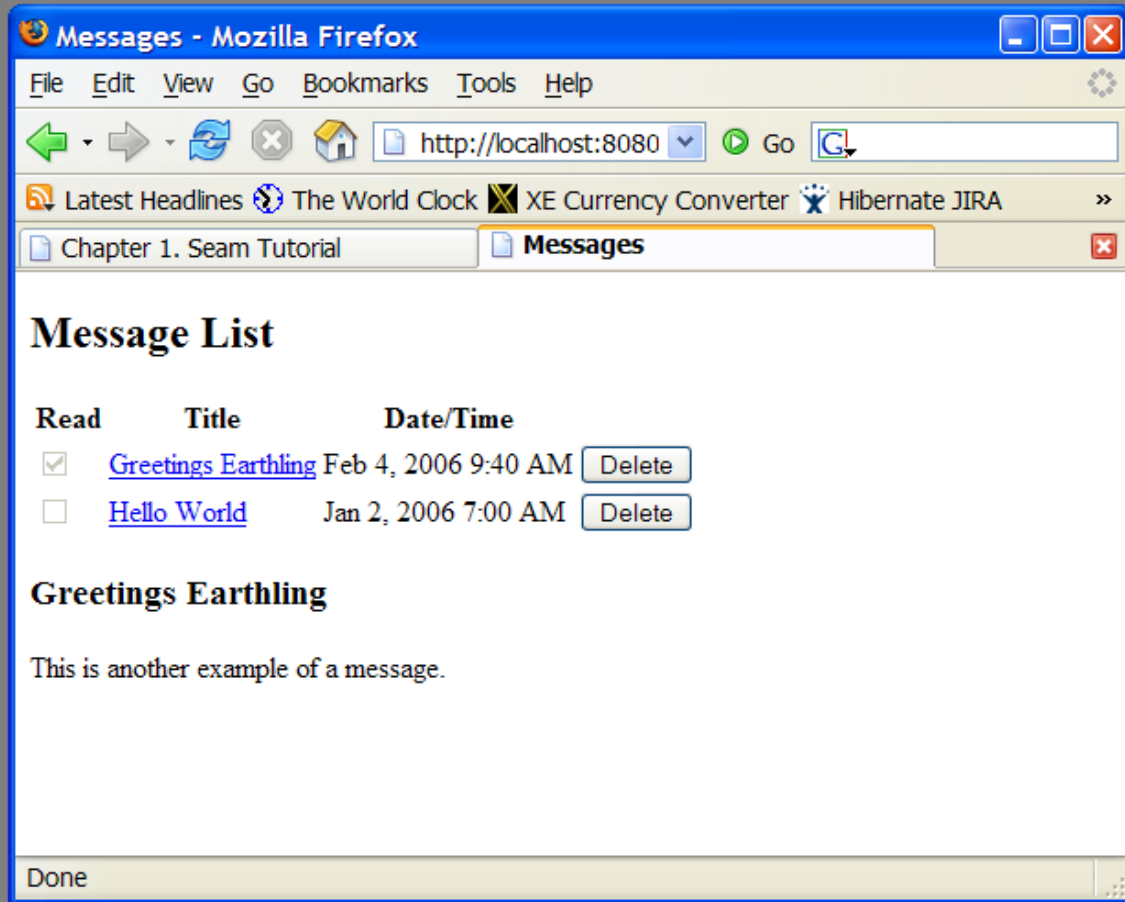 Messages - Mozilla Firefox
File Edit View Go Bookmarks Tools Help
http://localhost:8080 Go G
Latest Headlines The World Clock XE Currency Converter Hibernate JIRA »
Chapter 1. Seam Tutorial Messages
Message List
Read Title Date/Time
Greetings Earthling Feb 4, 2006 9:40 AM Delete
Hello World Jan 2, 2006 7:00 AM Delete
Greetings Earthling
This is another example of a message.
Done